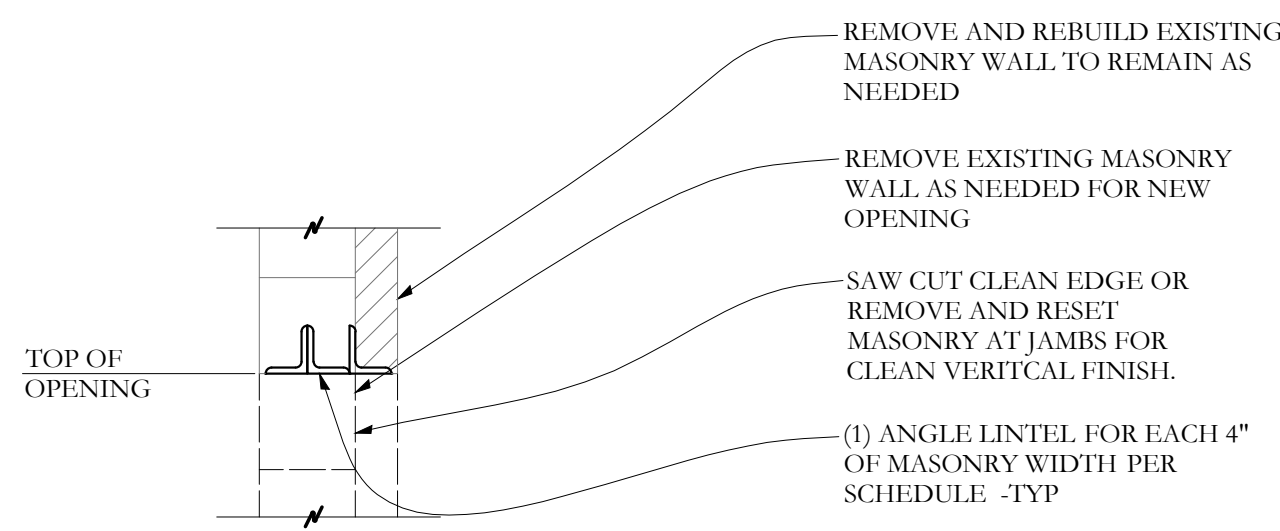 REMOVE AND REBUILD EXISTING
MASONRY WALL TO REMAIN AS
NEEDED
REMOVE EXISTING MASONRY
WALL AS NEEDED FOR NEW
OPENING
SAW CUT CLEAN EDGE OR
REMOVE AND RESET
MASONRY AT JAMBS FOR
CLEAN VERITCAL FINISH.
TOP OF
OPENING
(1) ANGLE LINTEL FOR EACH 4"
OF MASONRY WIDTH PER
SCHEDULE -TYP